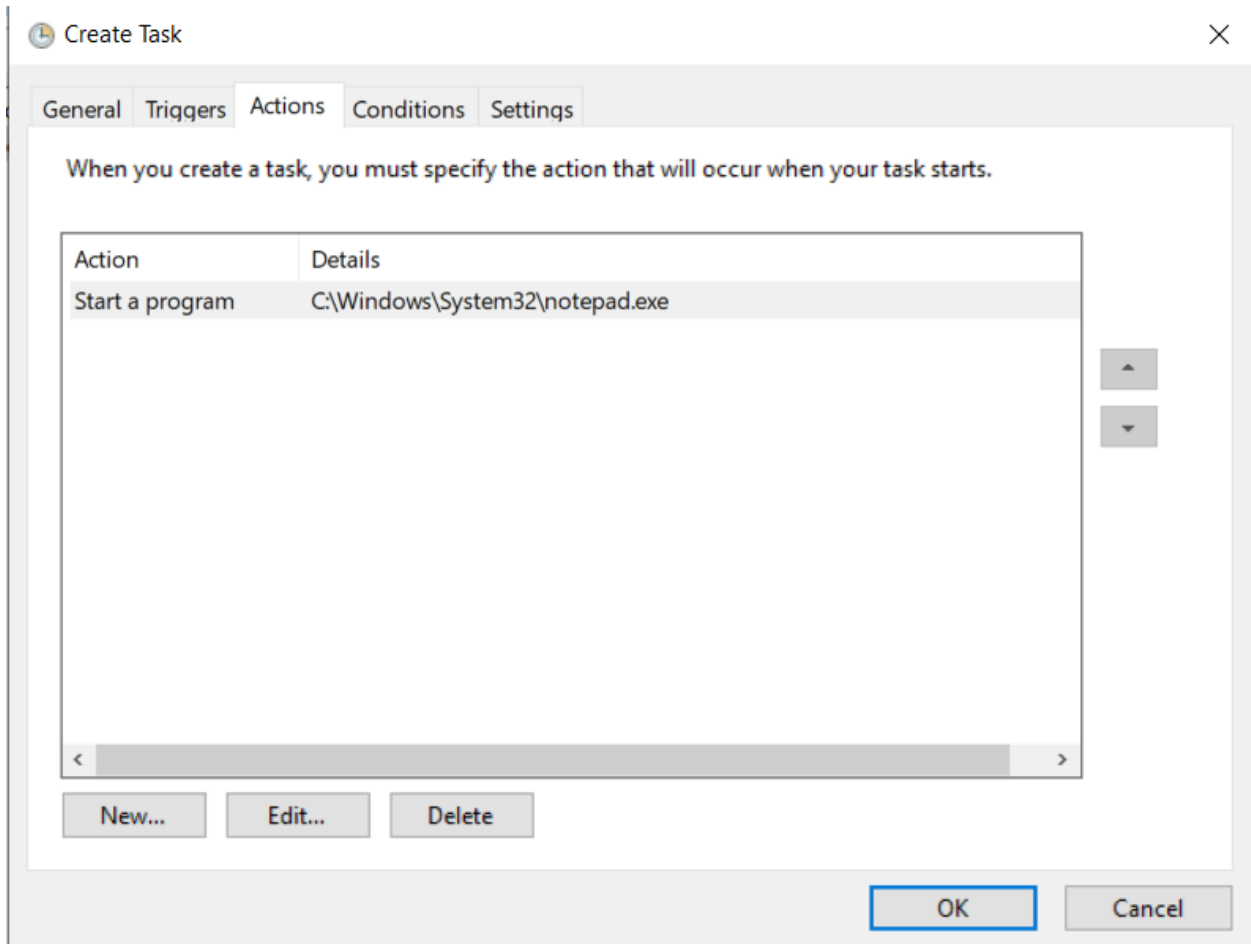 Create Task
General Triggers Actions Conditions Settings
When you create a task, you must specify the action that will occur when your task starts.
Action Details
Start a program C:\Windows\System32\notepad.exe
New... Edit... Delete
OK Cancel